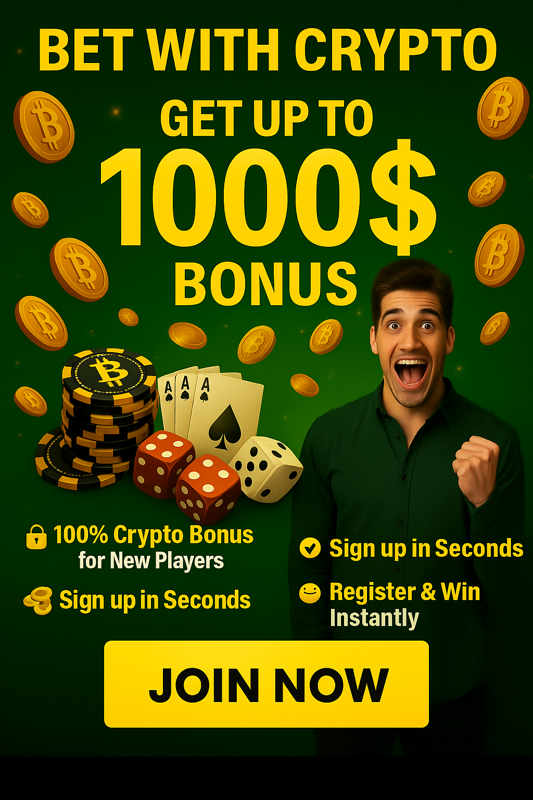 BET WITH CRYPTO
GET UP TO
1000$
BONUS
A A A
100% Crypto Bonus
for New Players
Sign up in Seconds
Sign up in Seconds
Register & Win
Instantly
JOIN NOW